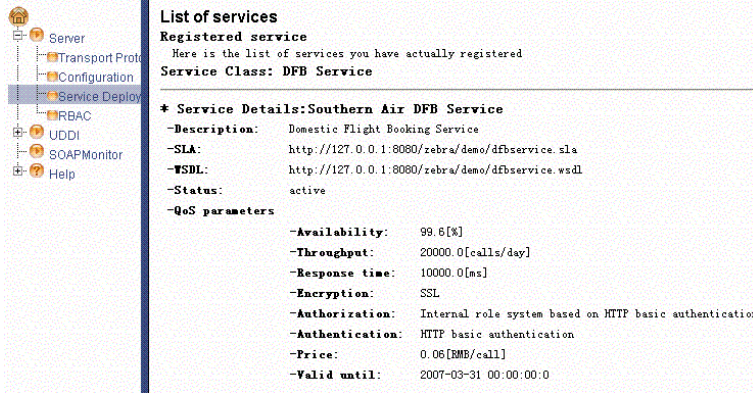 Server
Transport Proto
Configuration
Service Deploy
RBAC
UDDI
SOAPMonitor
Help
List of services
Registered service
Here is the list of services you have actually registered
Service Class: DFB Service
* Service Details:Southern Air DFB Service
-Description: Domestic Flight Booking Service
-SLA: http://127.0.0.1:8080/zebra/demo/dfbservice.sla
-WSDL: http://127.0.0.1:8080/zebra/demo/dfbservice.wsdl
-Status: active
-QoS parameters
-Availability: 99.6[%]
-Throughput: 20000.0[calls/day]
-Response time: 10000.0[ms]
-Encryption: SSL
-Authorization: Internal role system based on HTTP basic authenticatio
-Authentication: HTTP basic authentication
-Price: 0.06[RMB/call]
-Valid until: 2007-03-31 00:00:00:0